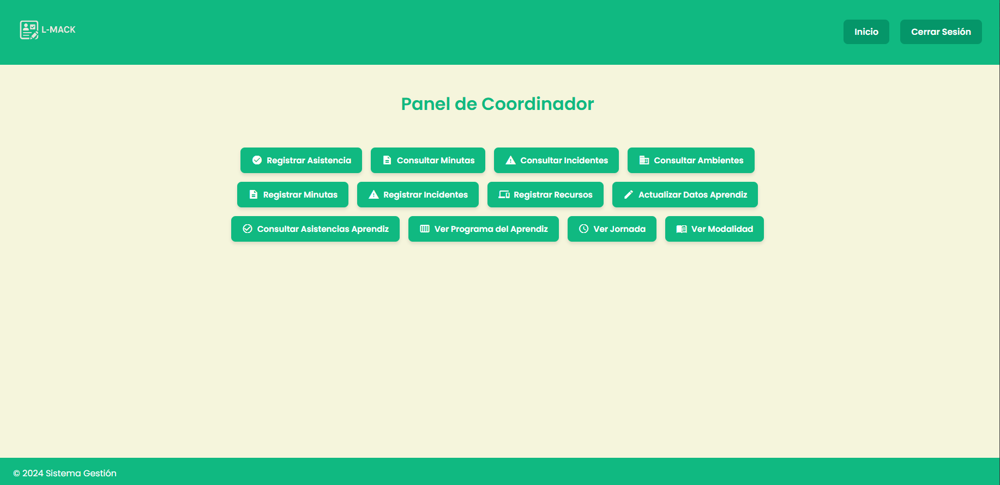 L-MACK
Inicio
Cerrar Sesión
Panel de Coordinador
Registrar Asistencia
Consultar Minutas
Consultar Incidentes
Consultar Ambientes
Registrar Minutas
Registrar Incidentes
Registrar Recursos
Actualizar Datos Aprendiz
Consultar Asistencias Aprendiz
Ver Programa del Aprendiz
Ver Jornada
Ver Modalidad
© 2024 Sistema Gestión